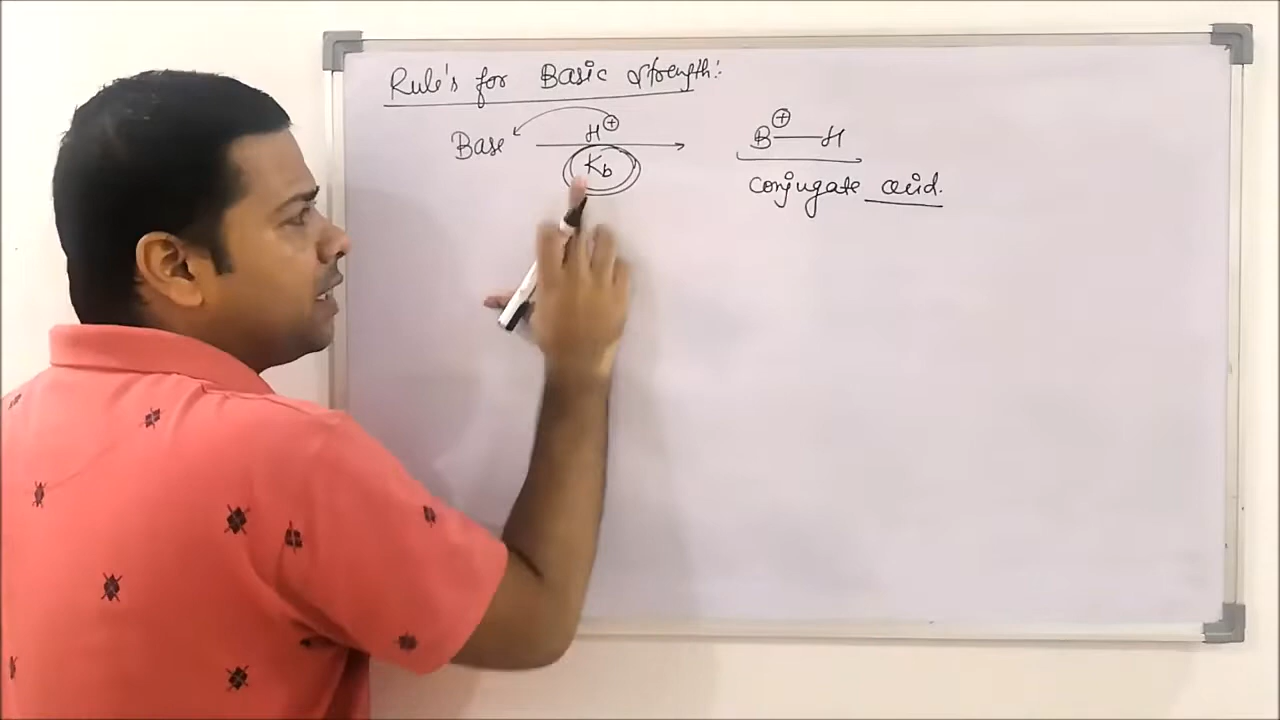 Rule's for Basic Strength:
Base H⊕ B⊕—H
Kb
conjugate acid.